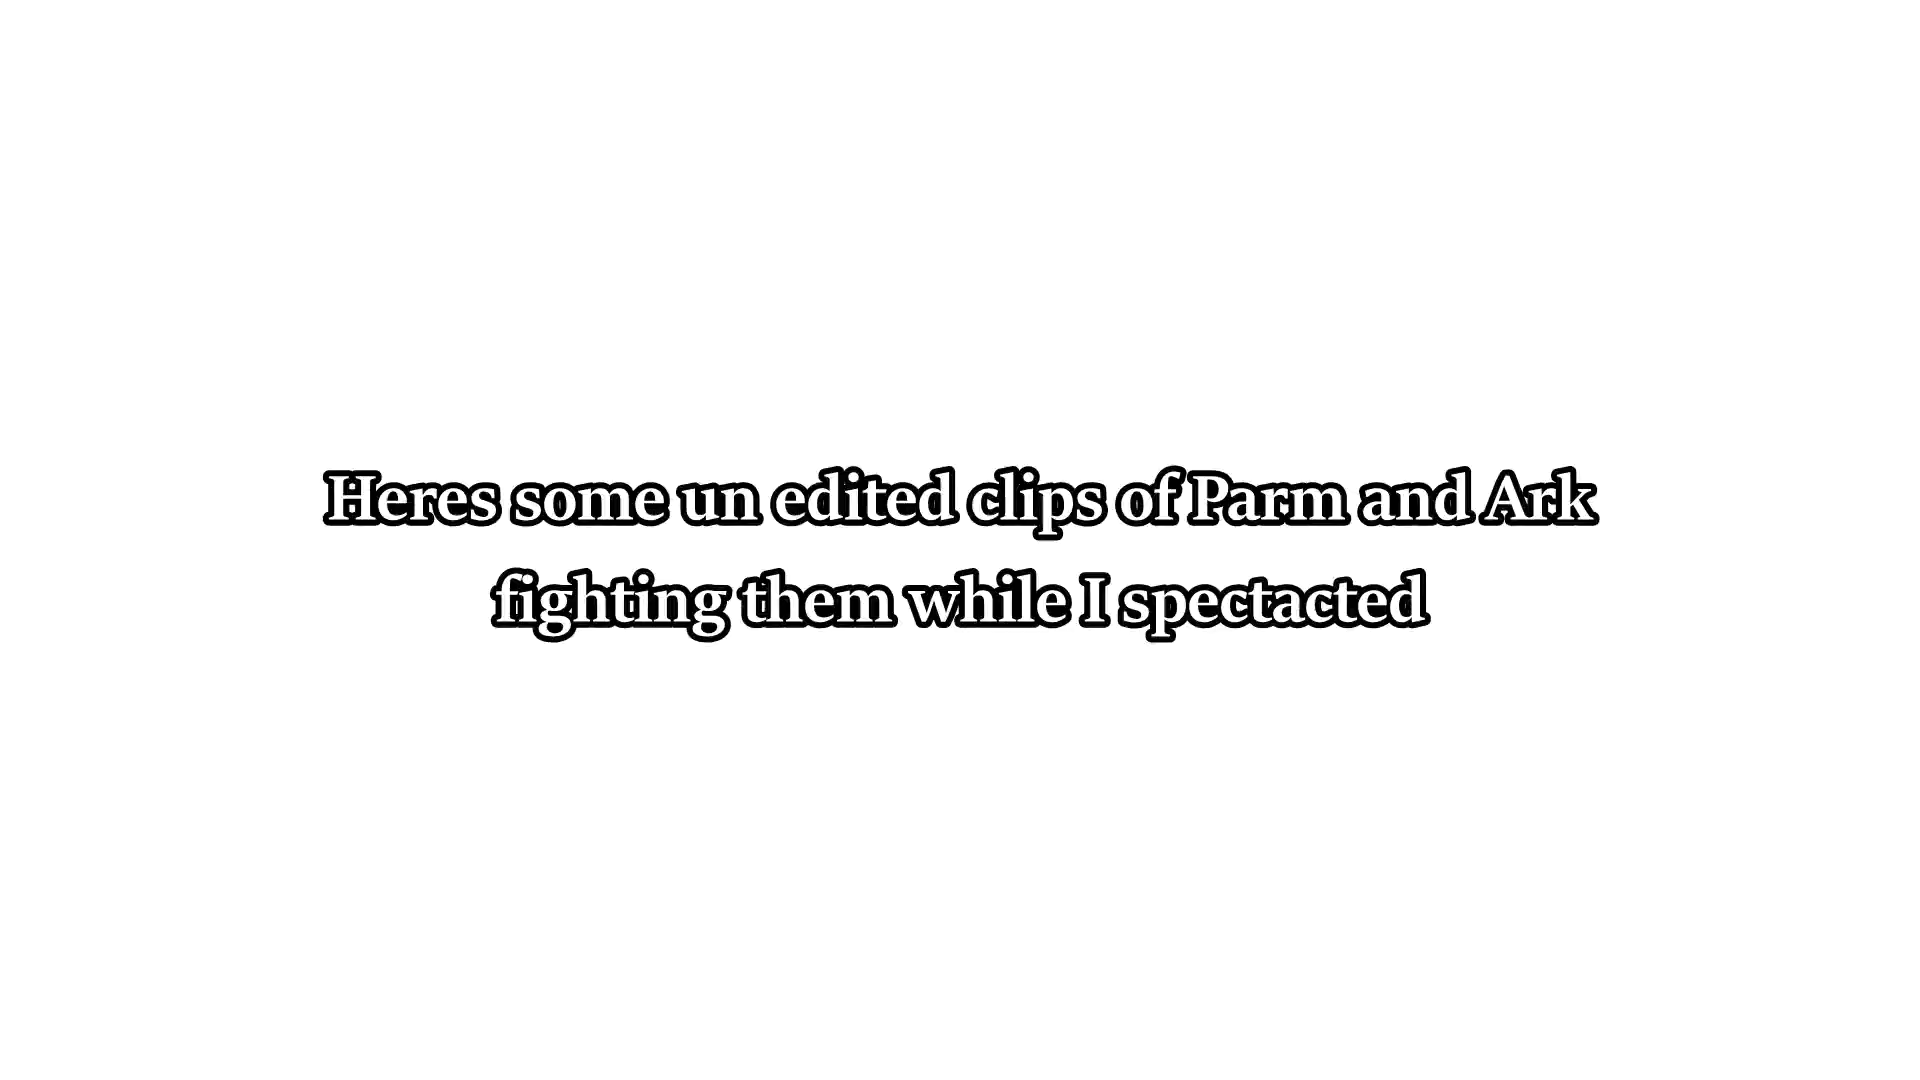 Heres some un edited clips of Parm and Ark
fighting them while I spectacted